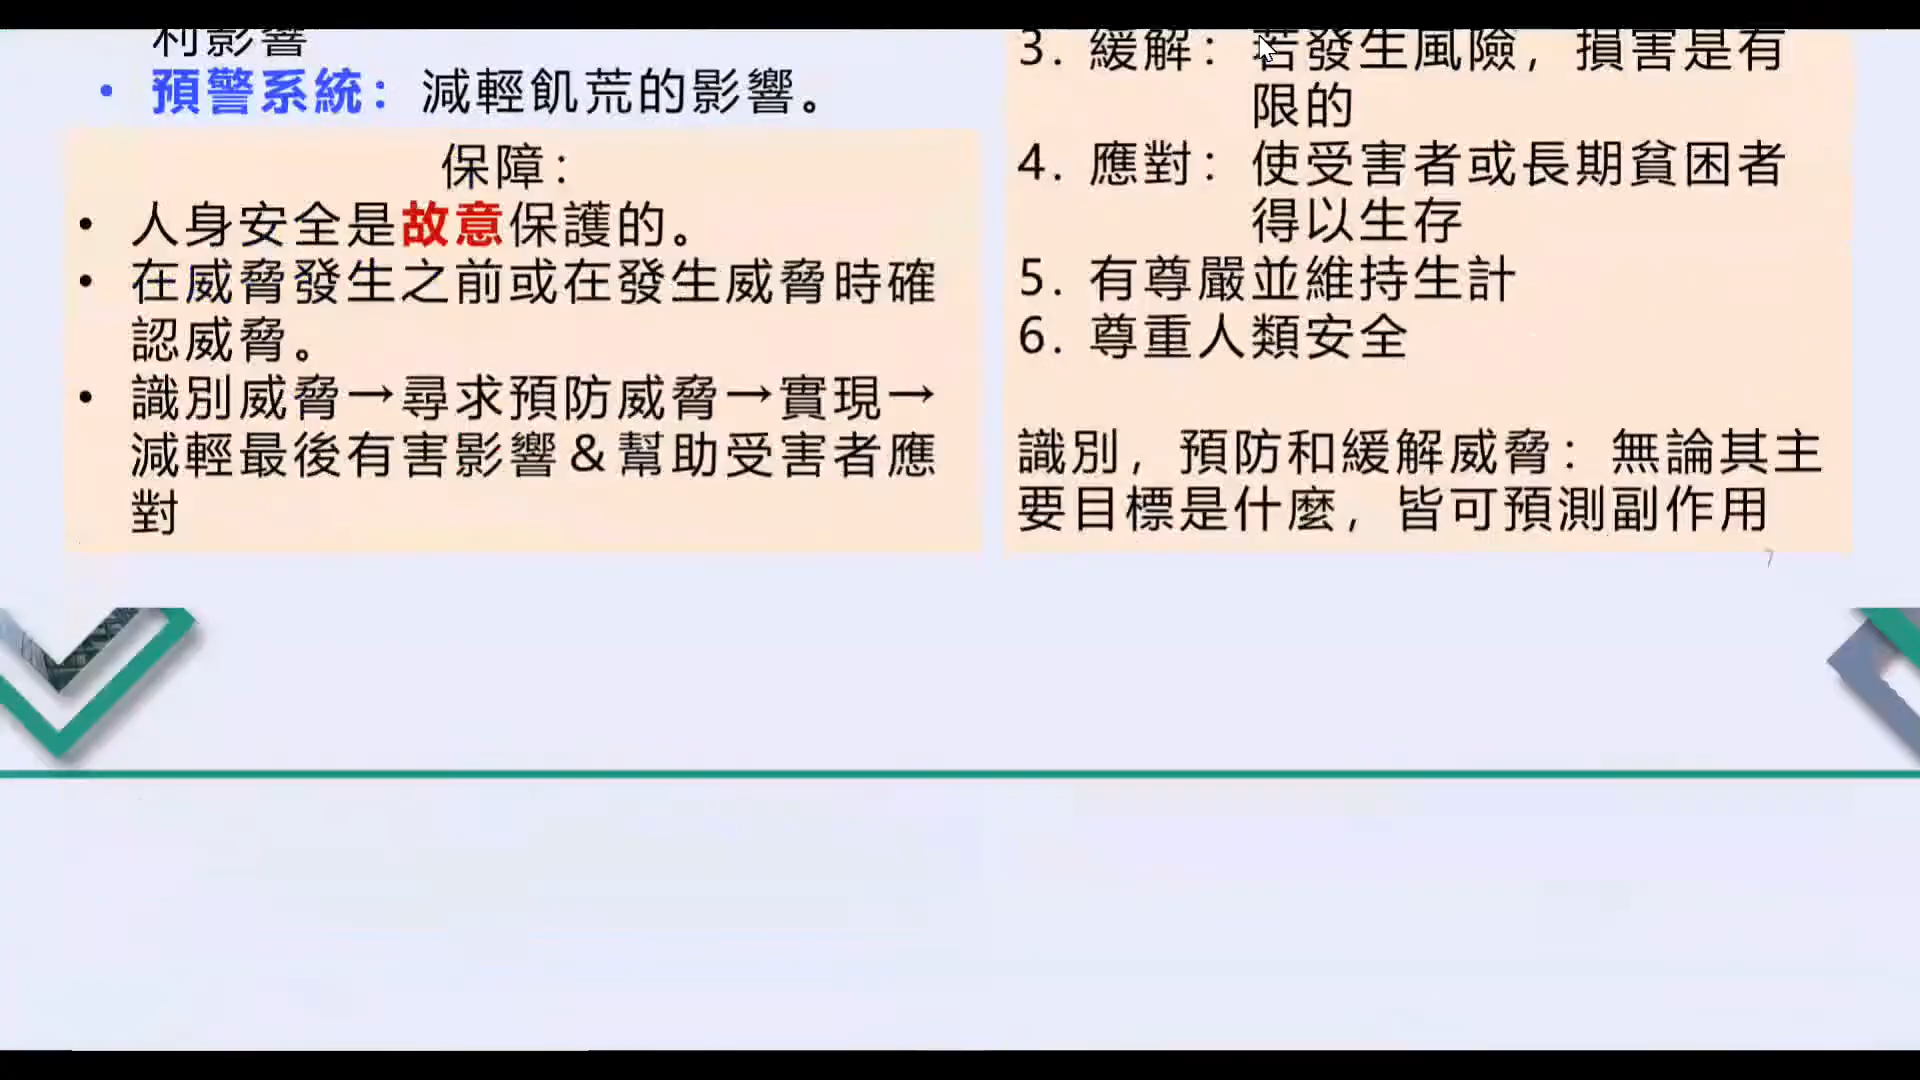 利影響
• 預警系統：減輕飢荒的影響。
保障：
• 人身安全是故意保護的。
• 在威脅發生之前或在發生威脅時確
認威脅。
• 識別威脅→尋求預防威脅→實現→
減輕最後有害影響＆幫助受害者應
對
3. 緩解：若發生風險，損害是有
限的
4. 應對：使受害者或長期貧困者
得以生存
5. 有尊嚴並維持生計
6. 尊重人類安全
識別，預防和緩解威脅：無論其主
要目標是什麼，皆可預測副作用
7